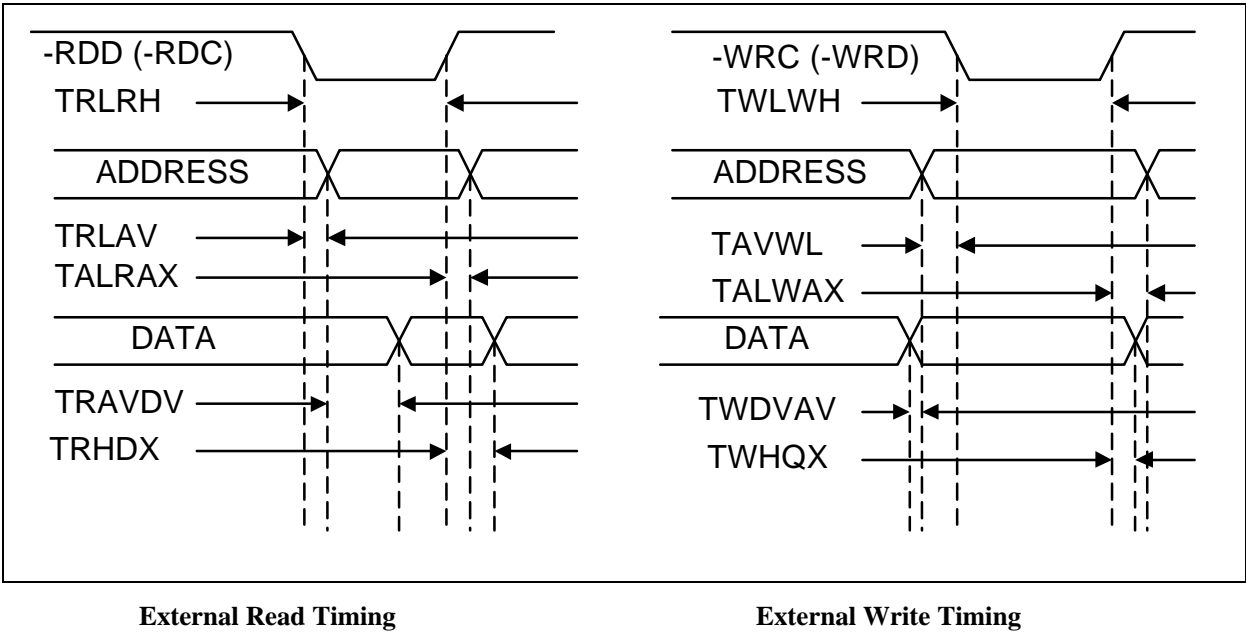 -RDD (-RDC)
TRLRH
ADDRESS
TRLAV
TALRAX
DATA
TRAVDV
TRHDX
-WRC (-WRD)
TWLWH
ADDRESS
TAVWL
TALWAX
DATA
TWDVAV
TWHQX
External Read Timing
External Write Timing